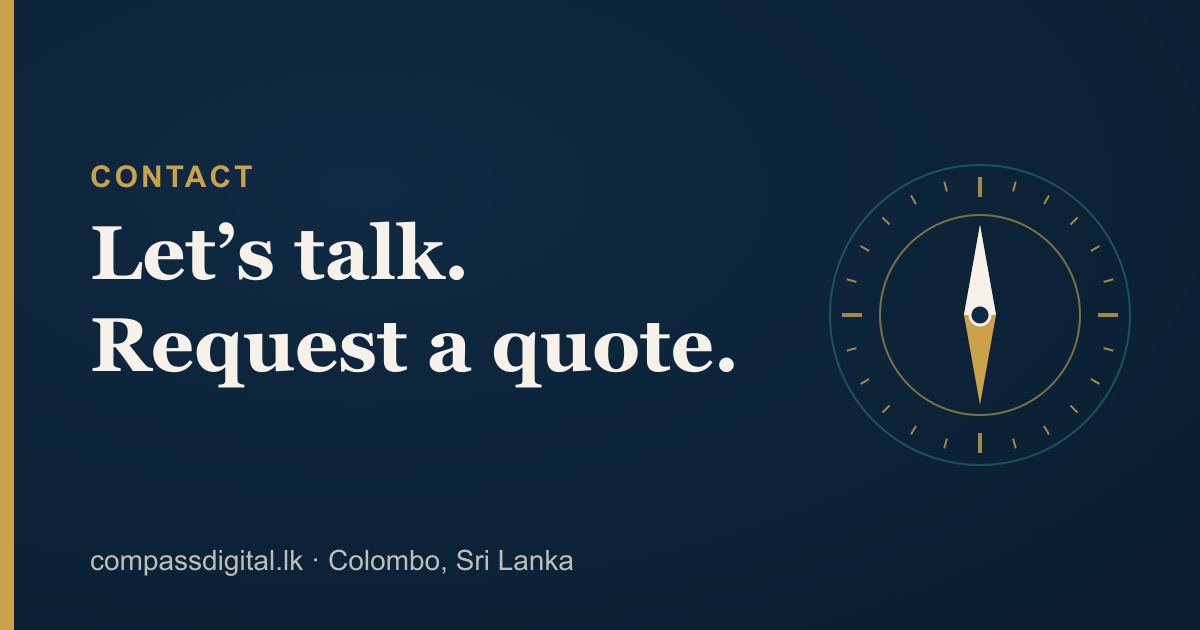 CONTACT
Let’s talk.
Request a quote.
compassdigital.lk · Colombo, Sri Lanka